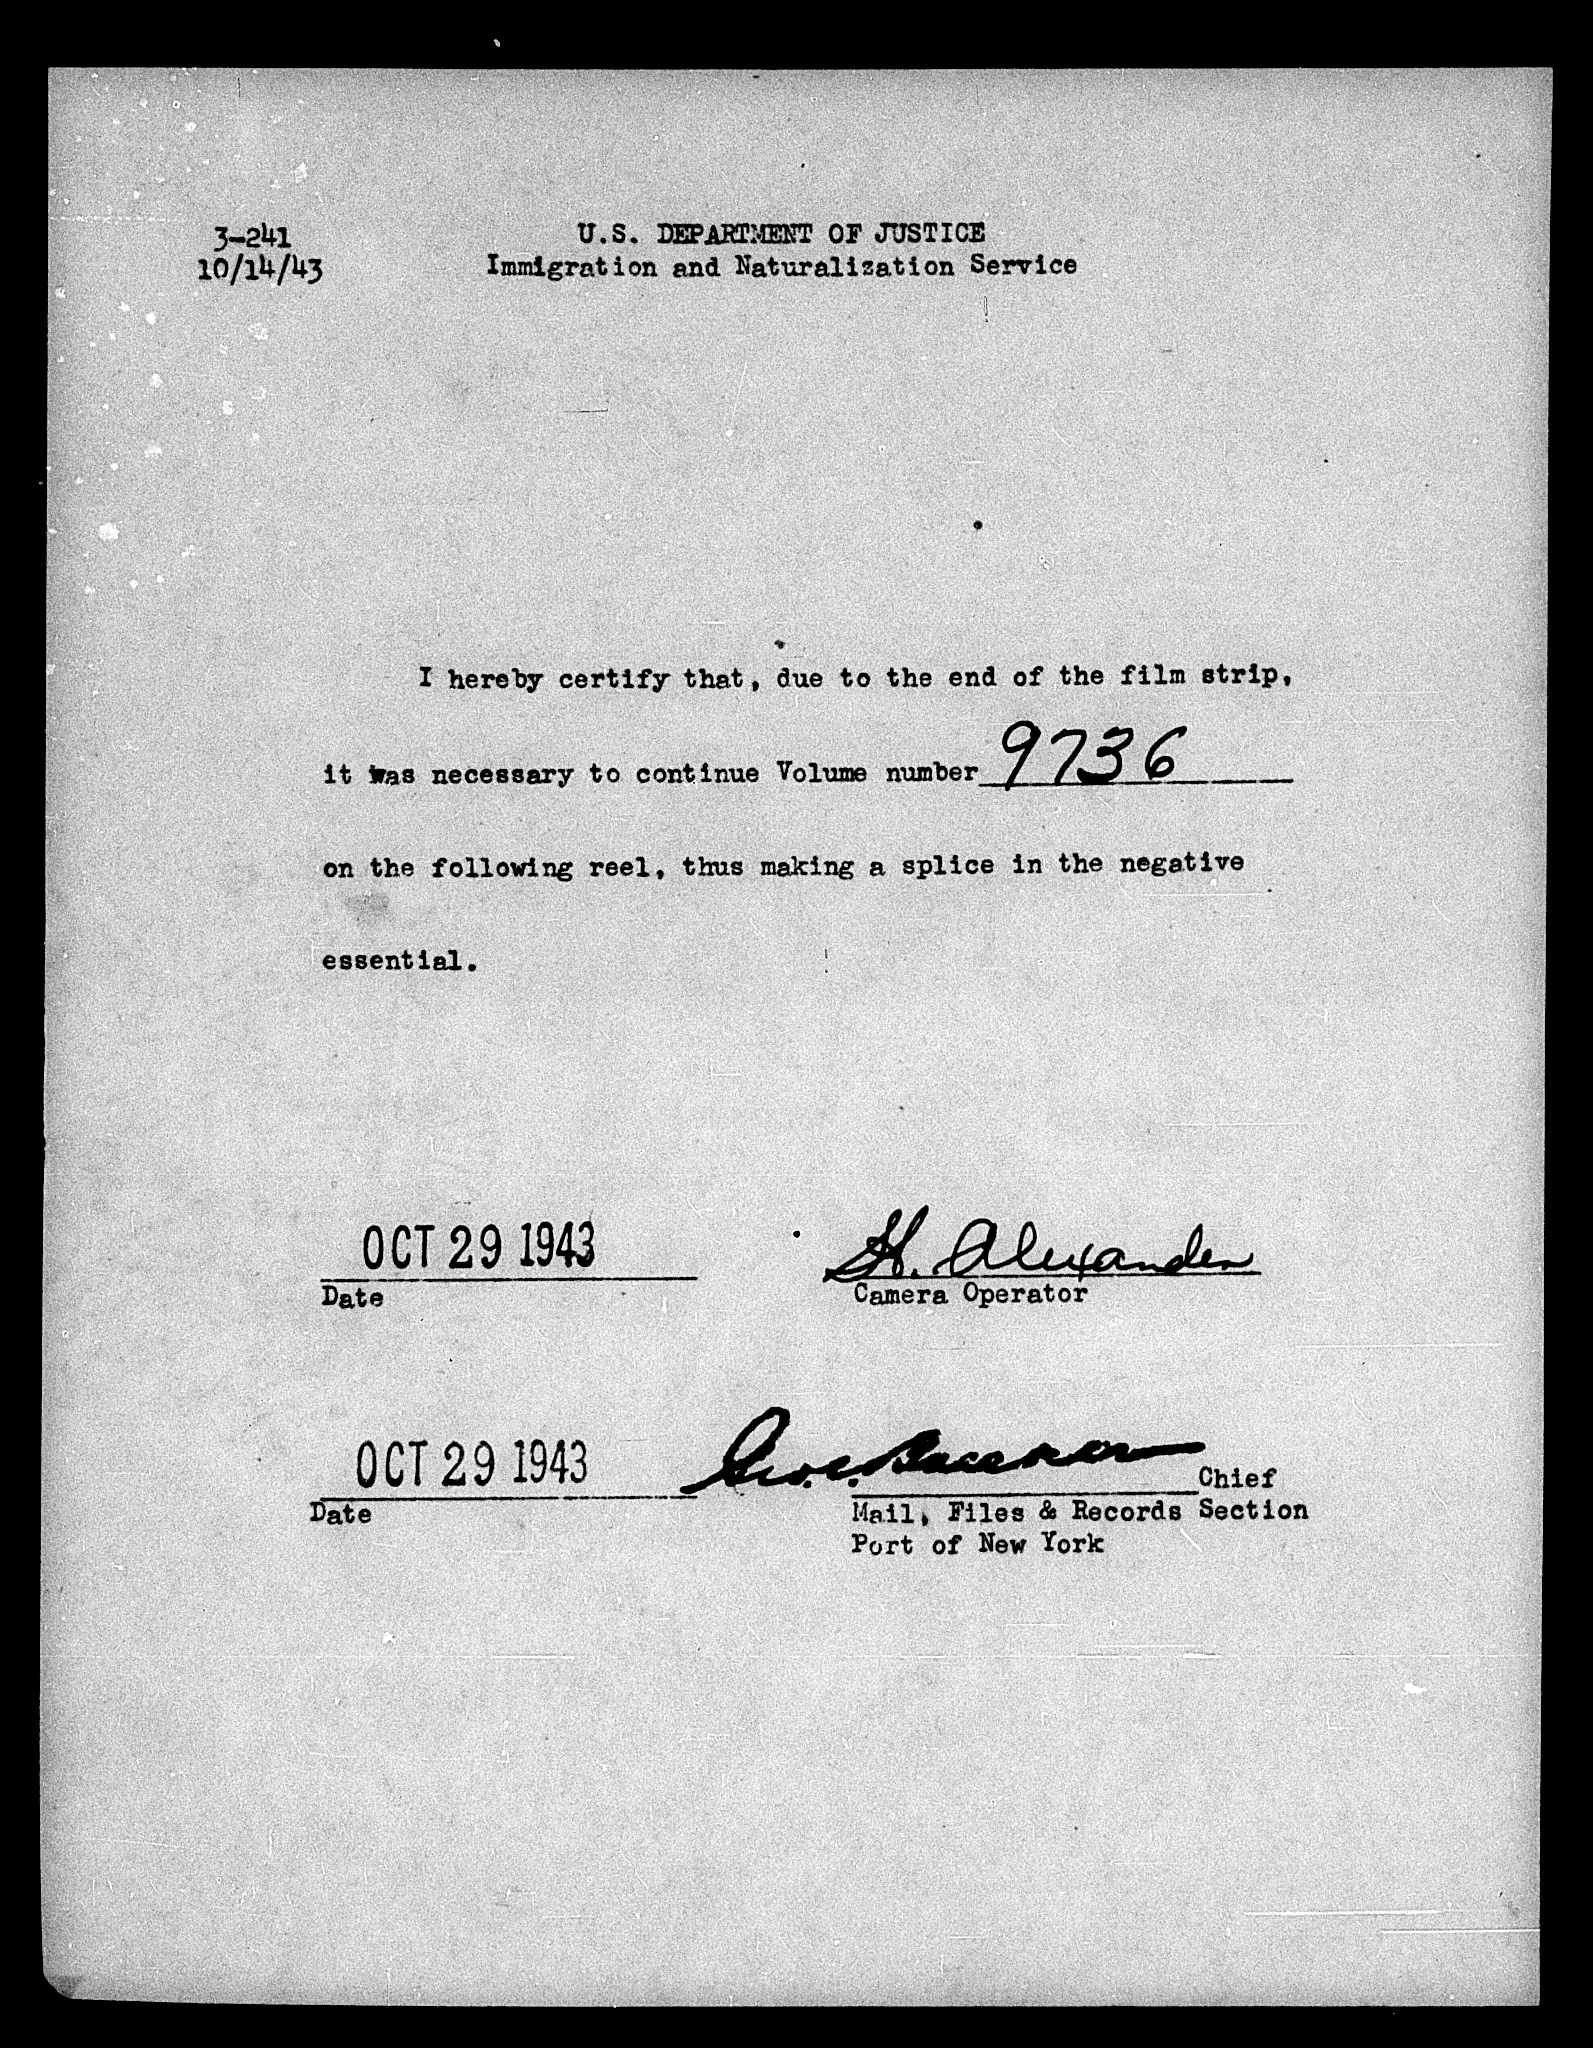 3-241
10/14/43
U.S. DEPARTMENT OF JUSTICE
Immigration and Naturalization Service
I hereby certify that, due to the end of the film strip,
it was necessary to continue Volume number 9736
on the following reel, thus making a splice in the negative
essential.
OCT 29 1943
H. Alexander
Date
Camera Operator
OCT 29 1943
Chief
Date
Mail, Files & Records Section
Port of New York